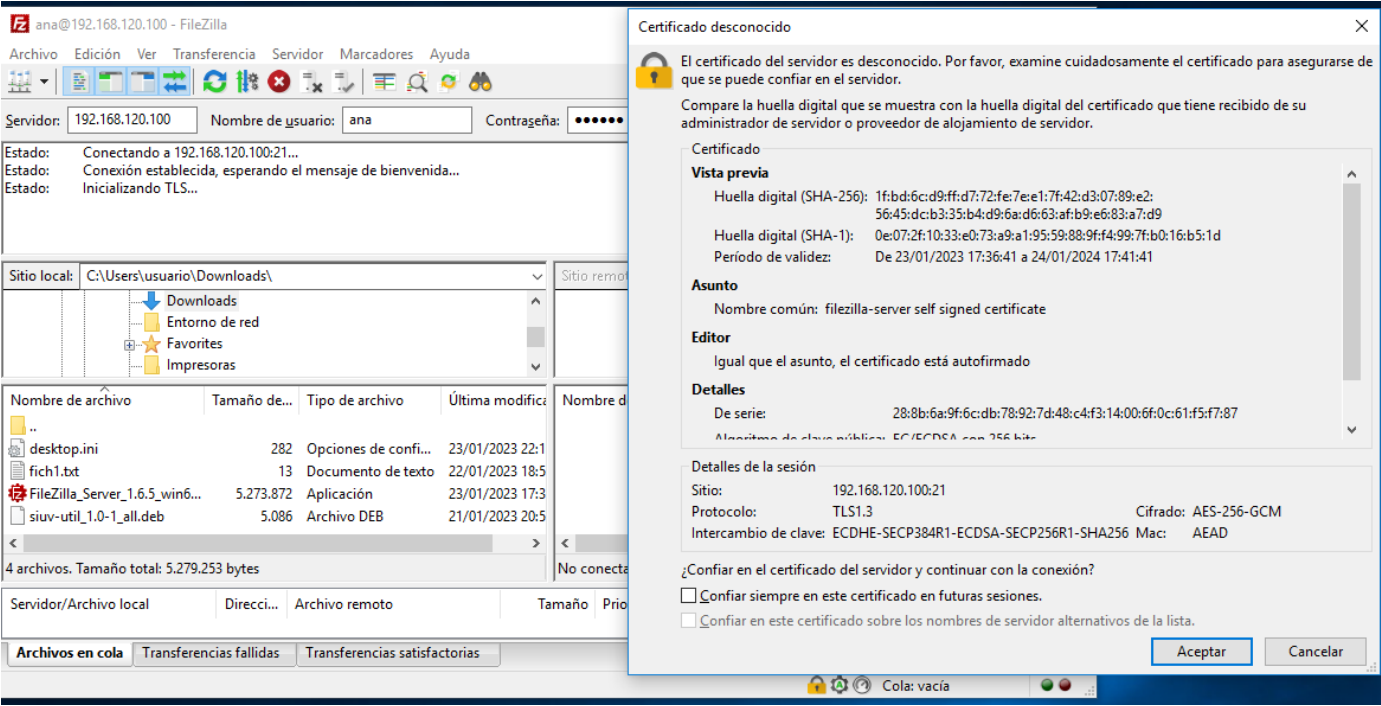 ana@192.168.120.100 - FileZilla
Archivo Edición Ver Transferencia Servidor Marcadores Ayuda
Servidor: 192.168.120.100 Nombre de usuario: ana Contraseña: ●●●●●●
Estado: Conectando a 192.168.120.100:21...
Estado: Conexión establecida, esperando el mensaje de bienvenida...
Estado: Inicializando TLS...
Sitio local: C:\Users\usuario\Downloads\ Sitio remot
Downloads
Entorno de red
Favorites
Impresoras
Nombre de archivo Tamaño de... Tipo de archivo Última modifica Nombre d
..
desktop.ini 282 Opciones de confi... 23/01/2023 22:1
fich1.txt 13 Documento de texto 22/01/2023 18:5
FileZilla_Server_1.6.5_win6... 5.273.872 Aplicación 23/01/2023 17:3
siuv-util_1.0-1_all.deb 5.086 Archivo DEB 21/01/2023 20:5
4 archivos. Tamaño total: 5.279.253 bytes No conecta
Servidor/Archivo local Direcci... Archivo remoto Tamaño Prio
Archivos en cola Transferencias fallidas Transferencias satisfactorias
Cola: vacía
Certificado desconocido
El certificado del servidor es desconocido. Por favor, examine cuidadosamente el certificado para asegurarse de
que se puede confiar en el servidor.
Compare la huella digital que se muestra con la huella digital del certificado que tiene recibido de su
administrador de servidor o proveedor de alojamiento de servidor.
Certificado
Vista previa
Huella digital (SHA-256): 1f:bd:6c:d9:ff:d7:72:fe:7e:e1:7f:42:d3:07:89:e2:
56:45:dc:b3:35:b4:d9:6a:d6:63:af:b9:e6:83:a7:d9
Huella digital (SHA-1): 0e:07:2f:10:33:e0:73:a9:a1:95:59:88:9f:f4:99:7f:b0:16:b5:1d
Período de validez: De 23/01/2023 17:36:41 a 24/01/2024 17:41:41
Asunto
Nombre común: filezilla-server self signed certificate
Editor
Igual que el asunto, el certificado está autofirmado
Detalles
De serie: 28:8b:6a:9f:6c:db:78:92:7d:48:c4:f3:14:00:6f:0c:61:f5:f7:87
Algoritmo de clave pública: EC/ECDSA con 256 bits
Detalles de la sesión
Sitio: 192.168.120.100:21
Protocolo: TLS1.3 Cifrado: AES-256-GCM
Intercambio de clave: ECDHE-SECP384R1-ECDSA-SECP256R1-SHA256 Mac: AEAD
¿Confiar en el certificado del servidor y continuar con la conexión?
Confiar siempre en este certificado en futuras sesiones.
Confiar en este certificado sobre los nombres de servidor alternativos de la lista.
Aceptar Cancelar